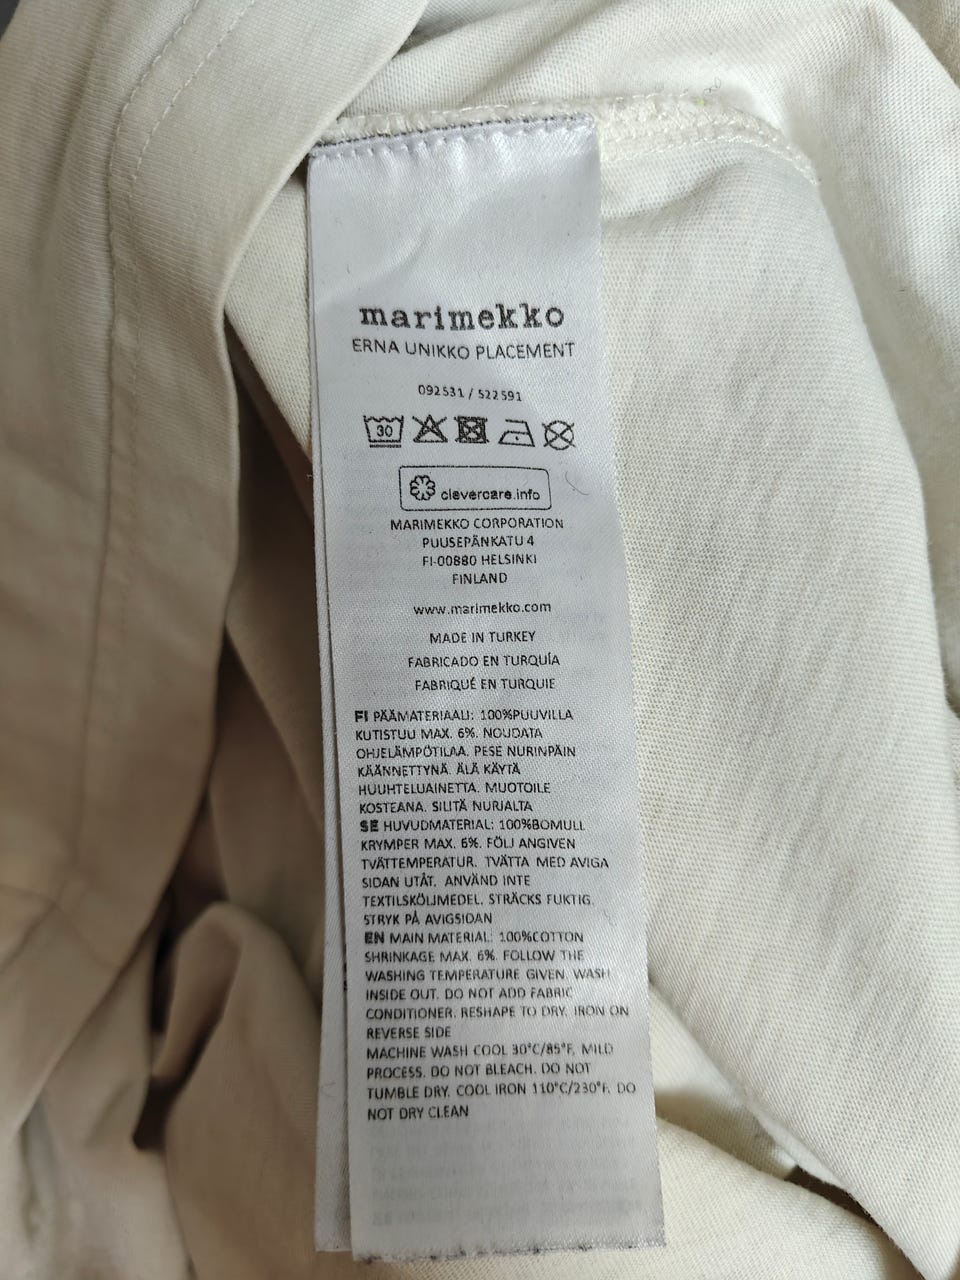 marimekko
ERNA UNIKKO PLACEMENT
092531 / 522591
30
clevercare.info
MARIMEKKO CORPORATION
PUUSEPÄNKATU 4
FI-00880 HELSINKI
FINLAND
www.marimekko.com
MADE IN TURKEY
FABRICADO EN TURQUÍA
FABRIQUÉ EN TURQUIE
FI PÄÄMATERIAALI: 100%PUUVILLA
KUTISTUU MAX. 6%. NOUDATA
OHJELÄMPÖTILAA. PESE NURINPÄIN
KÄÄNNETTYNÄ. ÄLÄ KÄYTÄ
HUUHTELUAINETTA. MUOTOILE
KOSTEANA. SILITÄ NURJALTA
SE HUVUDMATERIAL: 100%BOMULL
KRYMPER MAX. 6%. FÖLJ ANGIVEN
TVÄTTEMPERATUR. TVÄTTA MED AVIGA
SIDAN UTÅT. ANVÄND INTE
TEXTILSKÖLJMEDEL. STRÄCKS FUKTIG.
STRYK PÅ AVIGSIDAN
EN MAIN MATERIAL: 100%COTTON
SHRINKAGE MAX. 6%. FOLLOW THE
WASHING TEMPERATURE GIVEN. WASH
INSIDE OUT. DO NOT ADD FABRIC
CONDITIONER. RESHAPE TO DRY. IRON ON
REVERSE SIDE
MACHINE WASH COOL 30°C/85°F, MILD
PROCESS. DO NOT BLEACH. DO NOT
TUMBLE DRY. COOL IRON 110°C/230°F. DO
NOT DRY CLEAN